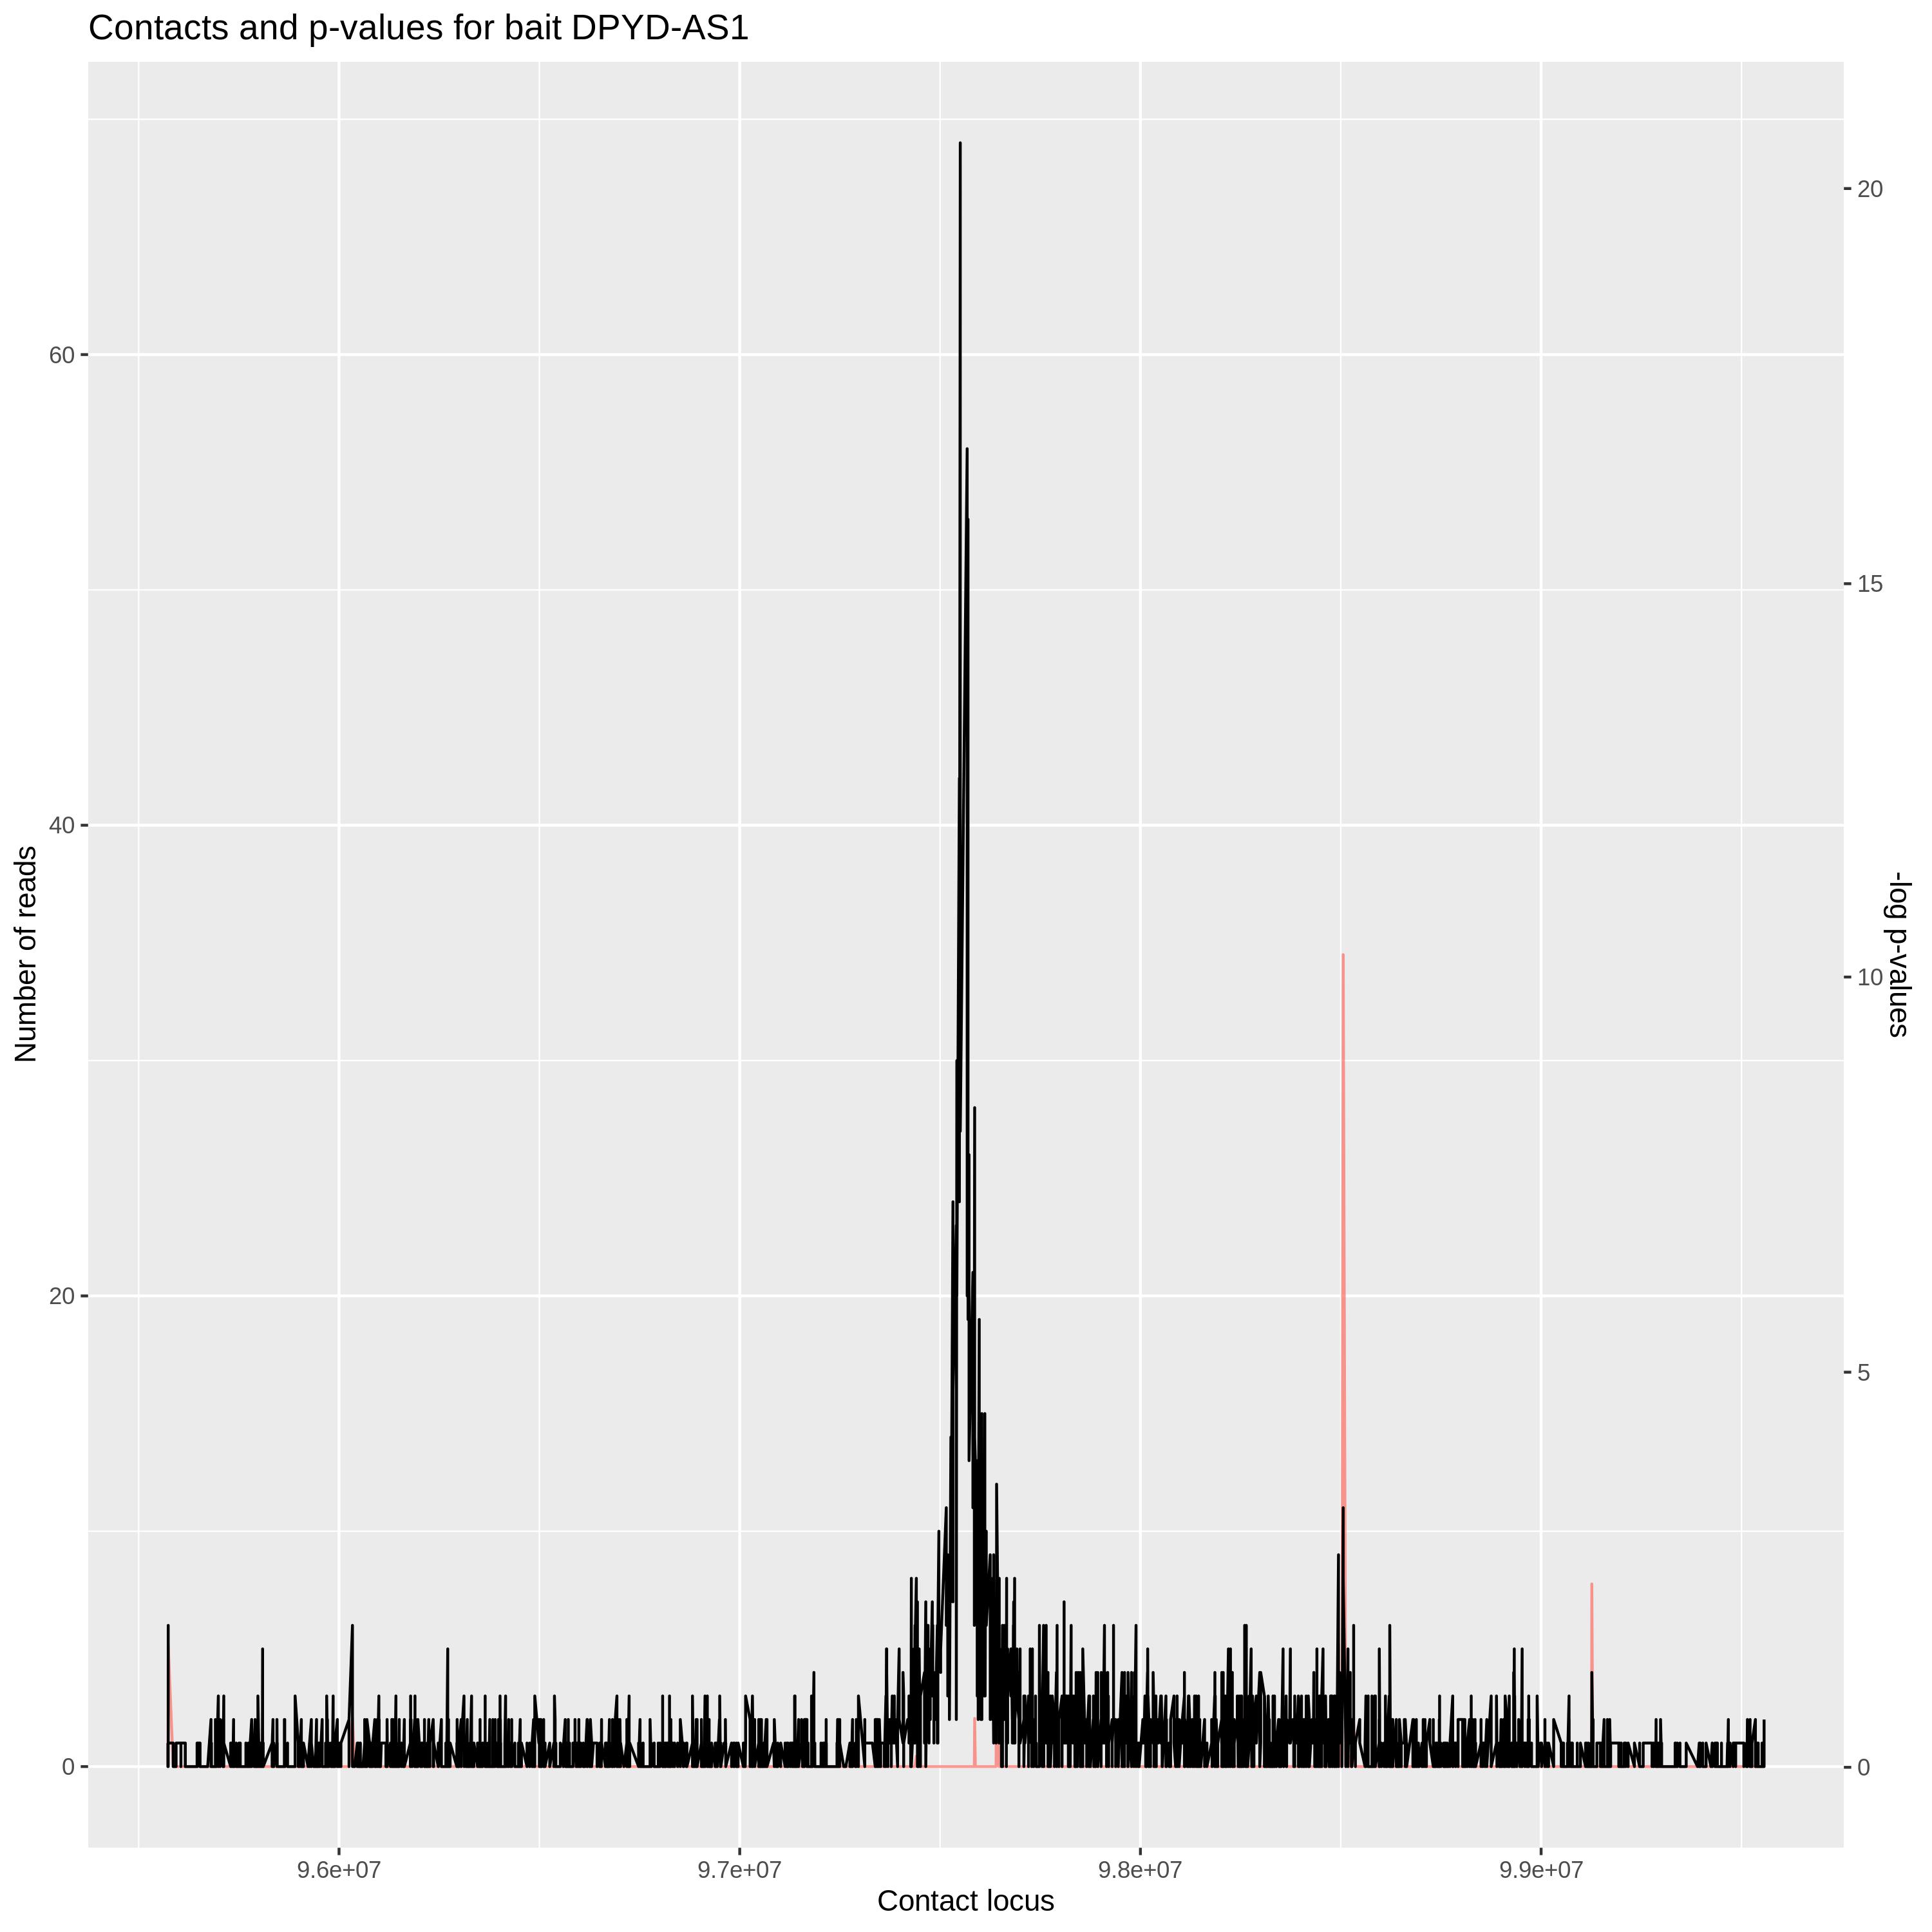 Contacts and p-values for bait DPYD-AS1
Number of reads
60
40
20
0
20
15
10
5
0
-log p-values
9.6e+07
9.7e+07
9.8e+07
9.9e+07
Contact locus